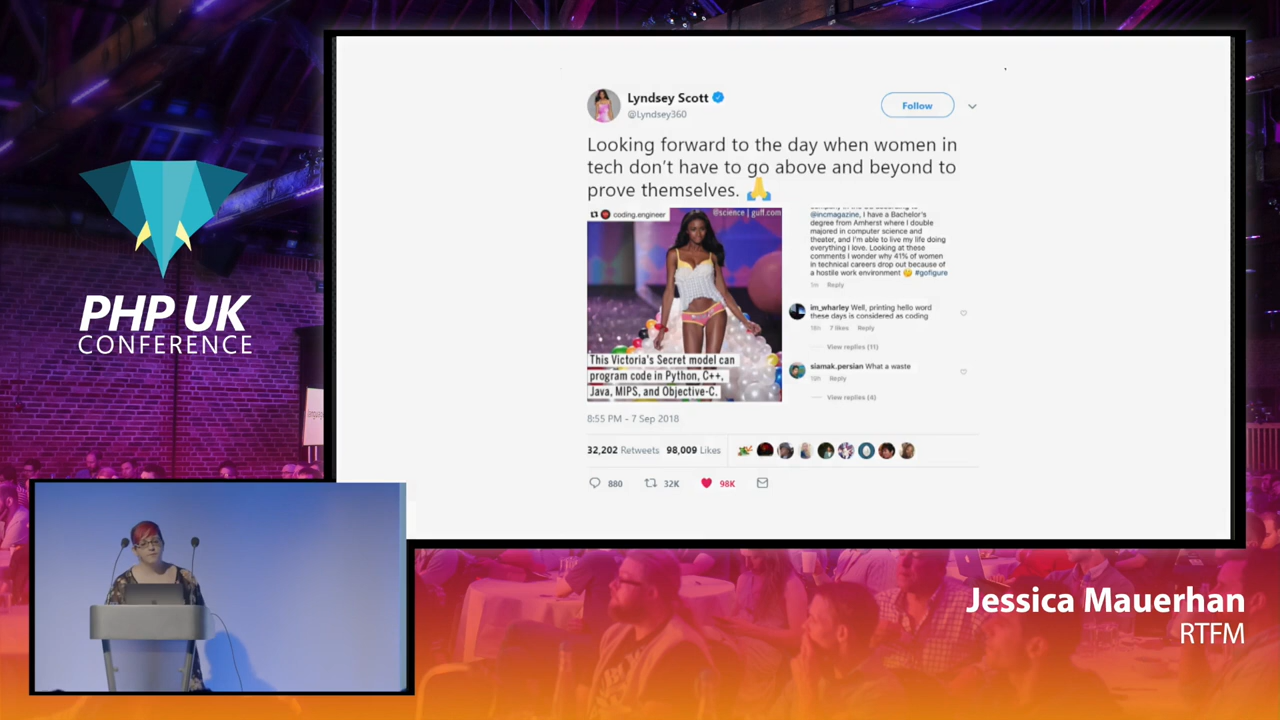 PHP UK
CONFERENCE
Lyndsey Scott
@Lyndsey360
Follow
Looking forward to the day when women in
tech don't have to go above and beyond to
prove themselves. 🙏
coding.engineer
@science | guff.com
This Victoria's Secret model can
program code in Python, C++,
Java, MIPS, and Objective-C.
@incmagazine, I have a Bachelor's
degree from Amherst where I double
majored in computer science and
theater, and I'm able to live my life doing
everything I love. Looking at these
comments I wonder why 41% of women
in technical careers drop out because of
a hostile work environment 🤔 #gofigure
Reply
im_wharley Well, printing hello word
these days is considered as coding
16h 7 likes Reply
View replies (11)
siamak.persian What a waste
Reply
View replies (4)
8:55 PM - 7 Sep 2018
32,202 Retweets 98,009 Likes
880 32K 98K
Jessica Mauerhan
RTFM